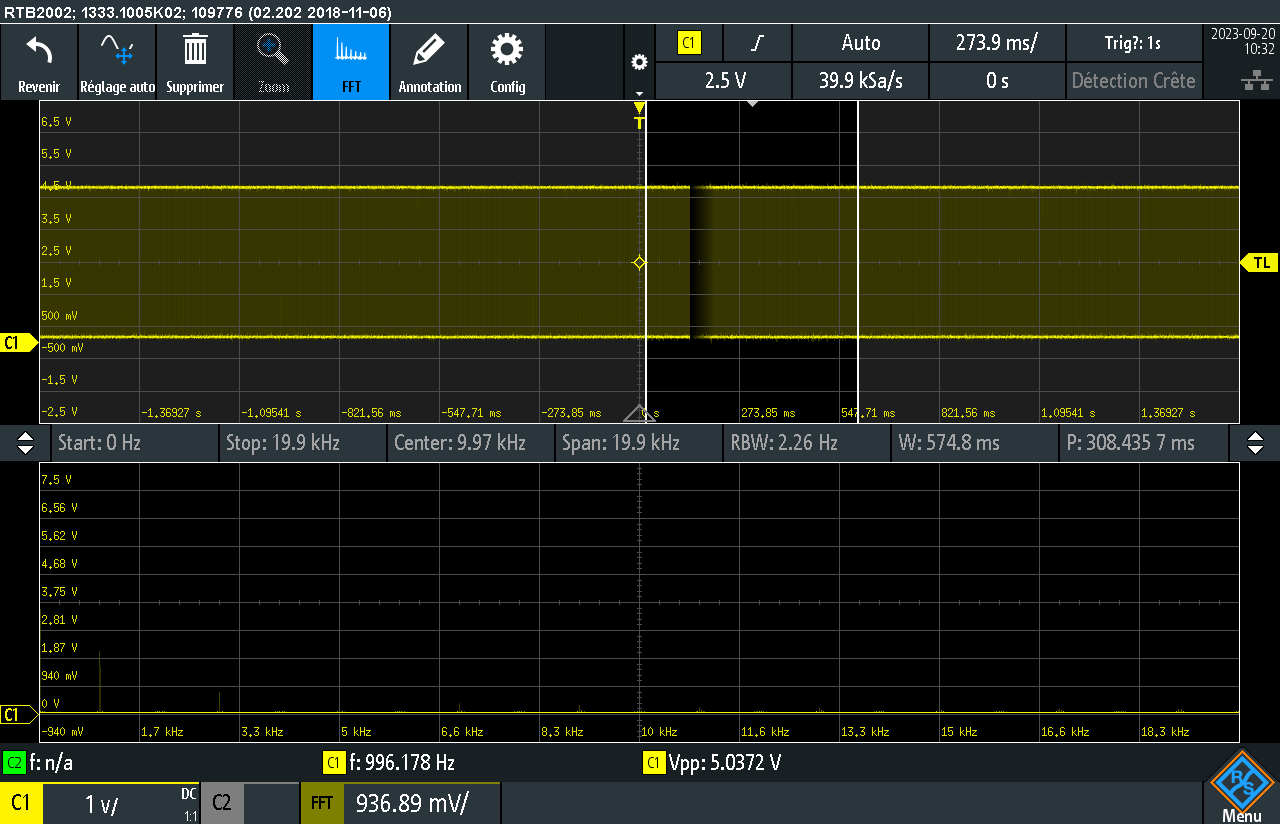 RTB2002; 1333.1005K02; 109776 (02.202 2018-11-06)
Revenir
Réglage auto
Supprimer
Zoom
FFT
Annotation
Config
C1
Auto
273.9 ms/
Trig?: 1s
2023-09-20
10:32
2.5 V
39.9 kSa/s
0 s
Détection Crête
T
6.5 V
5.5 V
4.5 V
3.5 V
2.5 V
1.5 V
500 mV
-500 mV
-1.5 V
-2.5 V
TL
C1
-1.36927 s
-1.09541 s
-821.56 ms
-547.71 ms
-273.85 ms
0 s
273.85 ms
547.71 ms
821.56 ms
1.09541 s
1.36927 s
Start: 0 Hz
Stop: 19.9 kHz
Center: 9.97 kHz
Span: 19.9 kHz
RBW: 2.26 Hz
W: 574.8 ms
P: 308.435 7 ms
7.5 V
6.56 V
5.62 V
4.68 V
3.75 V
2.81 V
1.87 V
940 mV
0 V
-940 mV
C1
1.7 kHz
3.3 kHz
5 kHz
6.6 kHz
8.3 kHz
10 kHz
11.6 kHz
13.3 kHz
15 kHz
16.6 kHz
18.3 kHz
C2 f: n/a
C1 f: 996.178 Hz
C1 Vpp: 5.0372 V
C1
1 v/
DC
1:1
C2
FFT
936.89 mV/
R&S
Menu